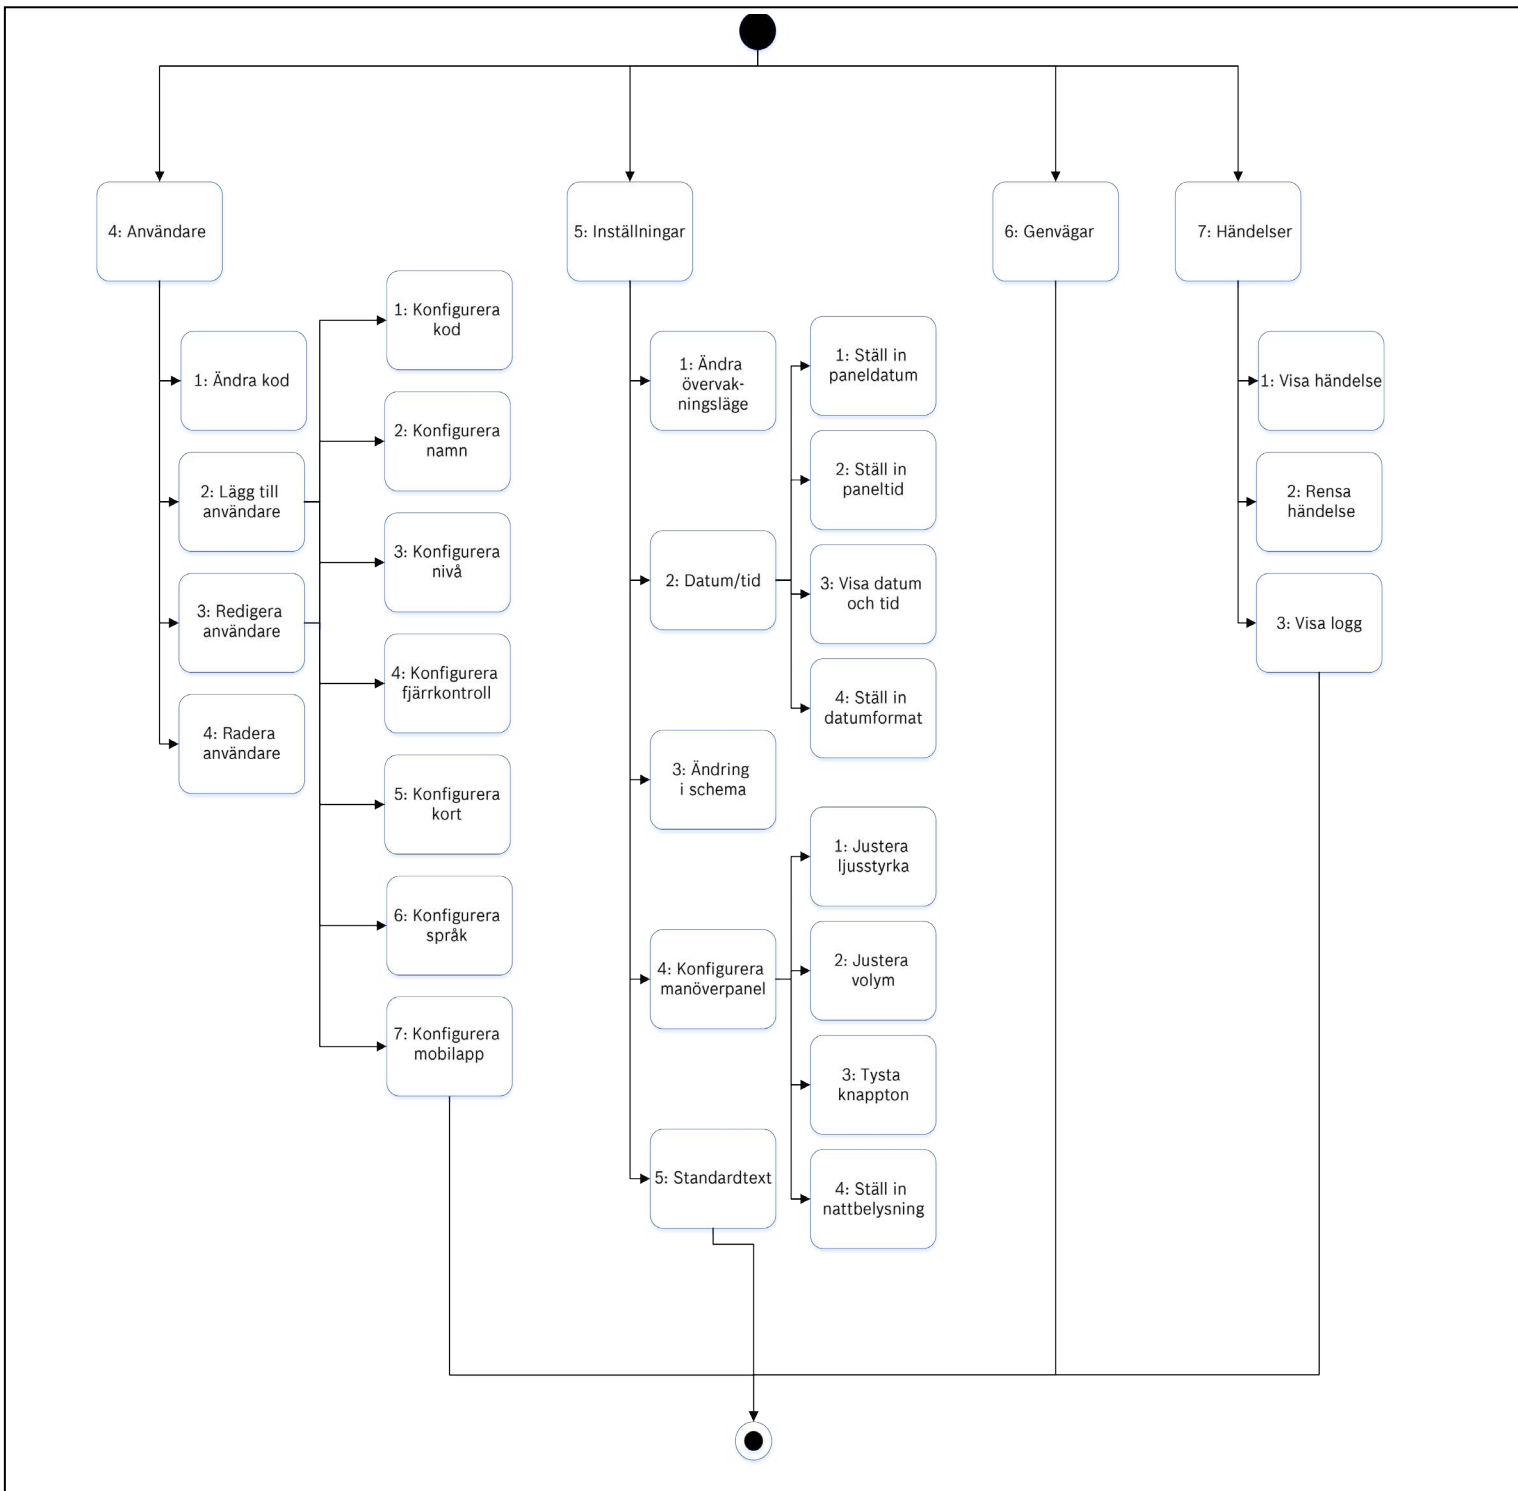 4: Användare
1: Ändra kod
2: Lägg till
användare
3: Redigera
användare
4: Radera
användare
1: Konfigurera
kod
2: Konfigurera
namn
3: Konfigurera
nivå
4: Konfigurera
fjärrkontroll
5: Konfigurera
kort
6: Konfigurera
språk
7: Konfigurera
mobilapp
5: Inställningar
1: Ändra
övervak-
ningsläge
2: Datum/tid
3: Ändring
i schema
4: Konfigurera
manöverpanel
5: Standardtext
1: Ställ in
paneldatum
2: Ställ in
paneltid
3: Visa datum
och tid
4: Ställ in
datumformat
1: Justera
ljusstyrka
2: Justera
volym
3: Tysta
knappton
4: Ställ in
nattbelysning
6: Genvägar
7: Händelser
1: Visa händelse
2: Rensa
händelse
3: Visa logg